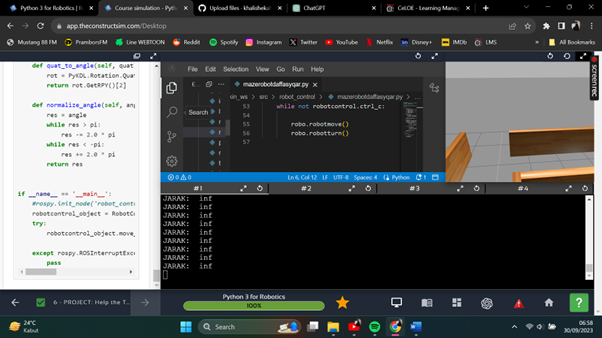 Python 3 for Robotics |
Course simulation - Pyth
Upload files · khalisheku
ChatGPT
CeLOE - Learning Manag
app.theconstructsim.com/Desktop
Mustang 88 FM
PramborsFM
Line WEBTOON
Reddit
Spotify
Instagram
Twitter
YouTube
Netflix
Disney+
IMDb
LMS
»
All Bookmarks
screenrec
def quat_to_angle(self, quat
rot = PyKDL.Rotation.Quat
return rot.GetRPY()[2]
def normalize_angle(self, ang
res = angle
while res > pi:
res -= 2.0 * pi
while res < -pi:
res += 2.0 * pi
return res
if __name__ == '__main__':
#rospy.init_node('robot_contr
robotcontrol_object = RobotCo
try:
robotcontrol_object.move_
except rospy.ROSInterruptExce
pass
File Edit Selection View Go Run Help
Search
mazerobotdaffasyqar.py ×
in_ws > src > robot_control > mazerobotdaffasyqar.py > ...
53 while not robotcontrol.ctrl_c:
54
55 robo.robotmove()
56 robo.robotturn()
57
0 0
Ln 6, Col 12 LF UTF-8 Spaces: 4 Python 1
#1
#2
#3
#4
JARAK: inf
JARAK: inf
JARAK: inf
JARAK: inf
JARAK: inf
JARAK: inf
JARAK: inf
JARAK: inf
JARAK: inf
6 - PROJECT: Help the T...
Python 3 for Robotics
100%
?
24°C
Kabut
Search
06:58
30/09/2023